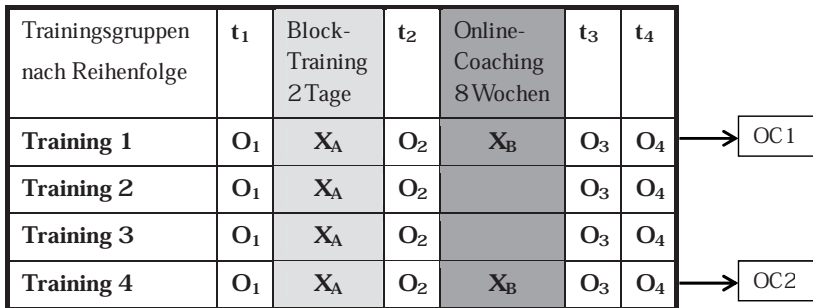 Trainingsgruppen nach Reihenfolge t₁ Block-Training 2 Tage t₂ Online-Coaching 8 Wochen t₃ t₄
Training 1 O₁ X_A O₂ X_B O₃ O₄ OC1
Training 2 O₁ X_A O₂ O₃ O₄
Training 3 O₁ X_A O₂ O₃ O₄
Training 4 O₁ X_A O₂ X_B O₃ O₄ OC2